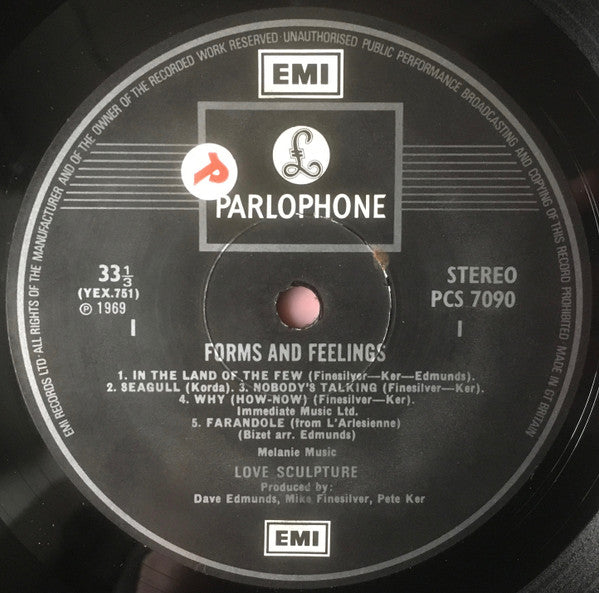 EMI RECORDS LTD·ALL RIGHTS OF THE MANUFACTURER AND OF THE OWNER OF THE RECORDED WORK RESERVED·UNAUTHORISED PUBLIC PERFORMANCE BROADCASTING AND COPYING OF THIS RECORD PROHIBITED MADE IN GT BRITAIN
EMI
£
P
PARLOPHONE
33⅓ STEREO
(YEX.751) PCS 7090
Ⓟ 1969
I I
FORMS AND FEELINGS
1. IN THE LAND OF THE FEW (Finesilver—Ker—Edmunds).
2. SEAGULL (Korda). 3. NOBODY'S TALKING (Finesilver—Ker).
4. WHY (HOW-NOW) (Finesilver—Ker).
Immediate Music Ltd.
5. FARANDOLE (from L'Arlesienne)
(Bizet arr. Edmunds)
Melanie Music
LOVE SCULPTURE
Produced by:
Dave Edmunds, Mike Finesilver, Pete Ker
EMI